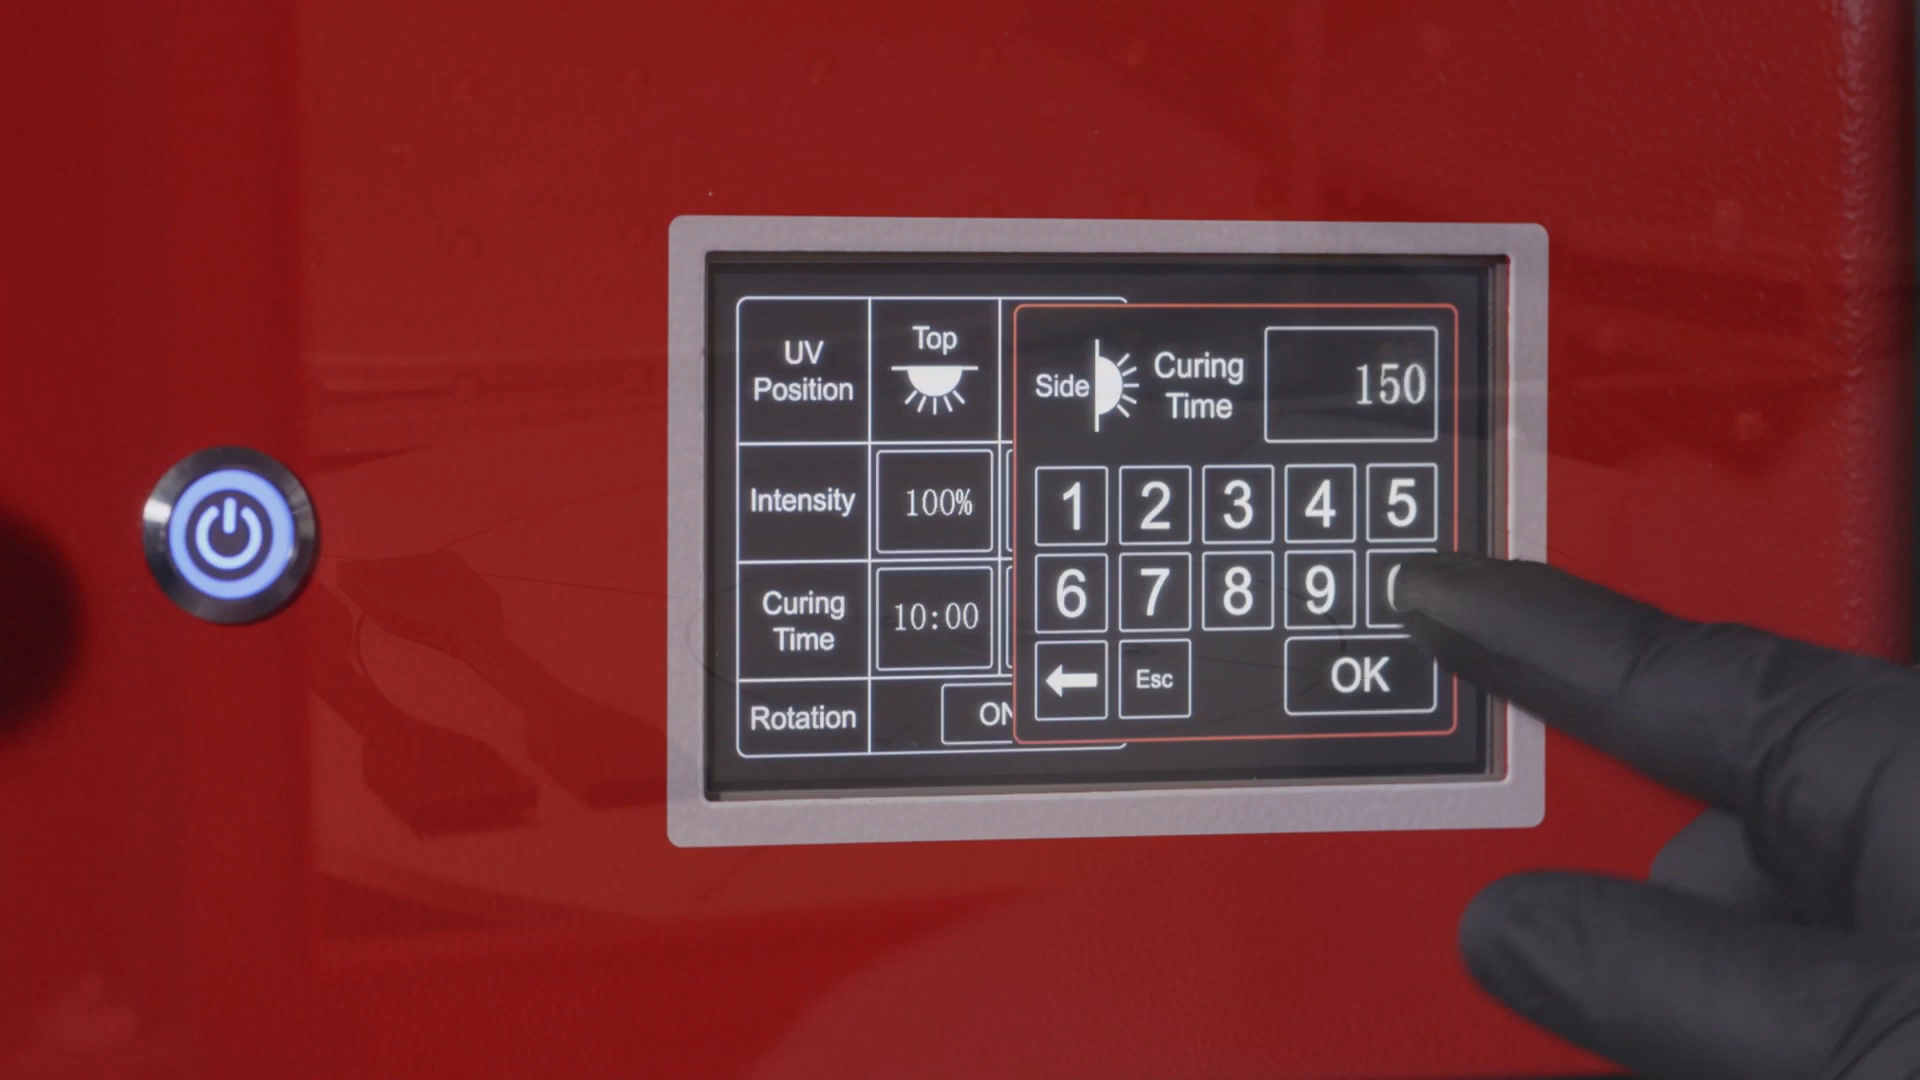 UV
Position
Top
Intensity
100%
Curing
Time
10:00
Rotation
ON
Side
Curing
Time
150
1 2 3 4 5
6 7 8 9
Esc
OK